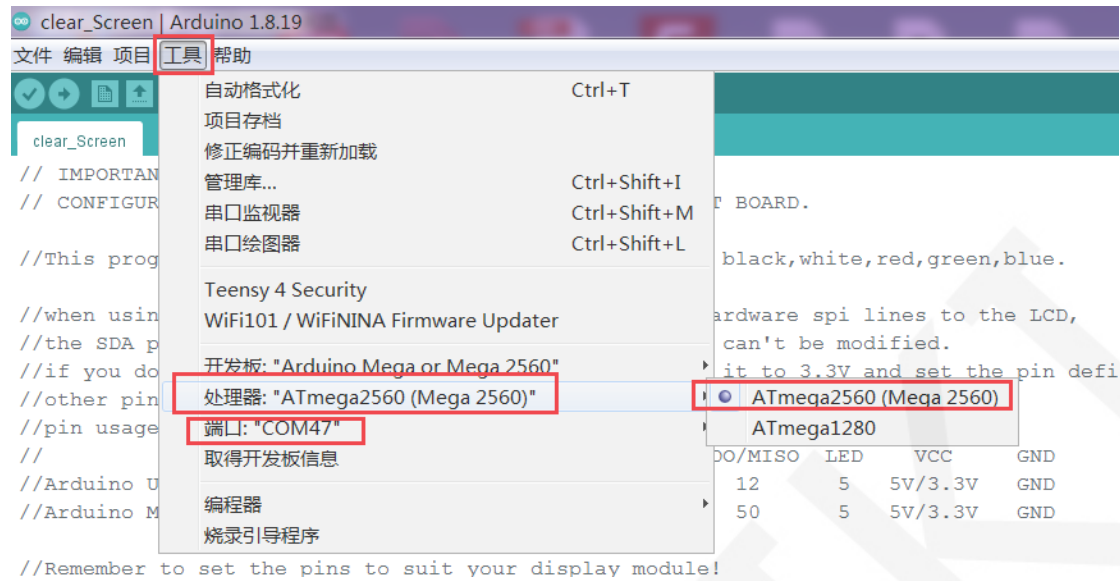 clear_Screen | Arduino 1.8.19
文件 编辑 项目 工具 帮助
自动格式化 Ctrl+T
项目存档
clear_Screen
修正编码并重新加载
// IMPORTAN
管理库... Ctrl+Shift+I
// CONFIGUR T BOARD.
串口监视器 Ctrl+Shift+M
串口绘图器 Ctrl+Shift+L
//This prog black,white,red,green,blue.
Teensy 4 Security
//when usin ardware spi lines to the LCD,
WiFi101 / WiFiNINA Firmware Updater
//the SDA p can't be modified.
开发板: "Arduino Mega or Mega 2560"
//if you do it to 3.3V and set the pin defi
处理器: "ATmega2560 (Mega 2560)" ATmega2560 (Mega 2560)
//other pin
端口: "COM47" ATmega1280
//pin usage
取得开发板信息
// DO/MISO LED VCC GND
//Arduino U 12 5 5V/3.3V GND
编程器
//Arduino M 50 5 5V/3.3V GND
烧录引导程序
//Remember to set the pins to suit your display module!